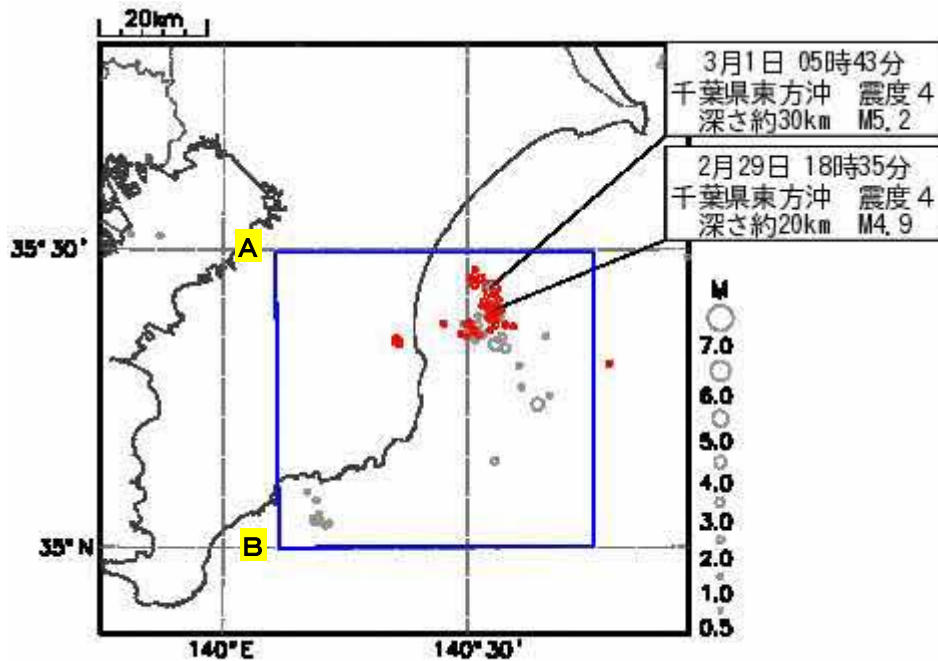 20km
3月1日 05時43分
千葉県東方沖 震度4
深さ約30km M5.2
2月29日 18時35分
千葉県東方沖 震度4
深さ約20km M4.9
A
35°30'
M
7.0
6.0
5.0
4.0
3.0
2.0
1.0
0.5
B
35°N
140°E
140°30'